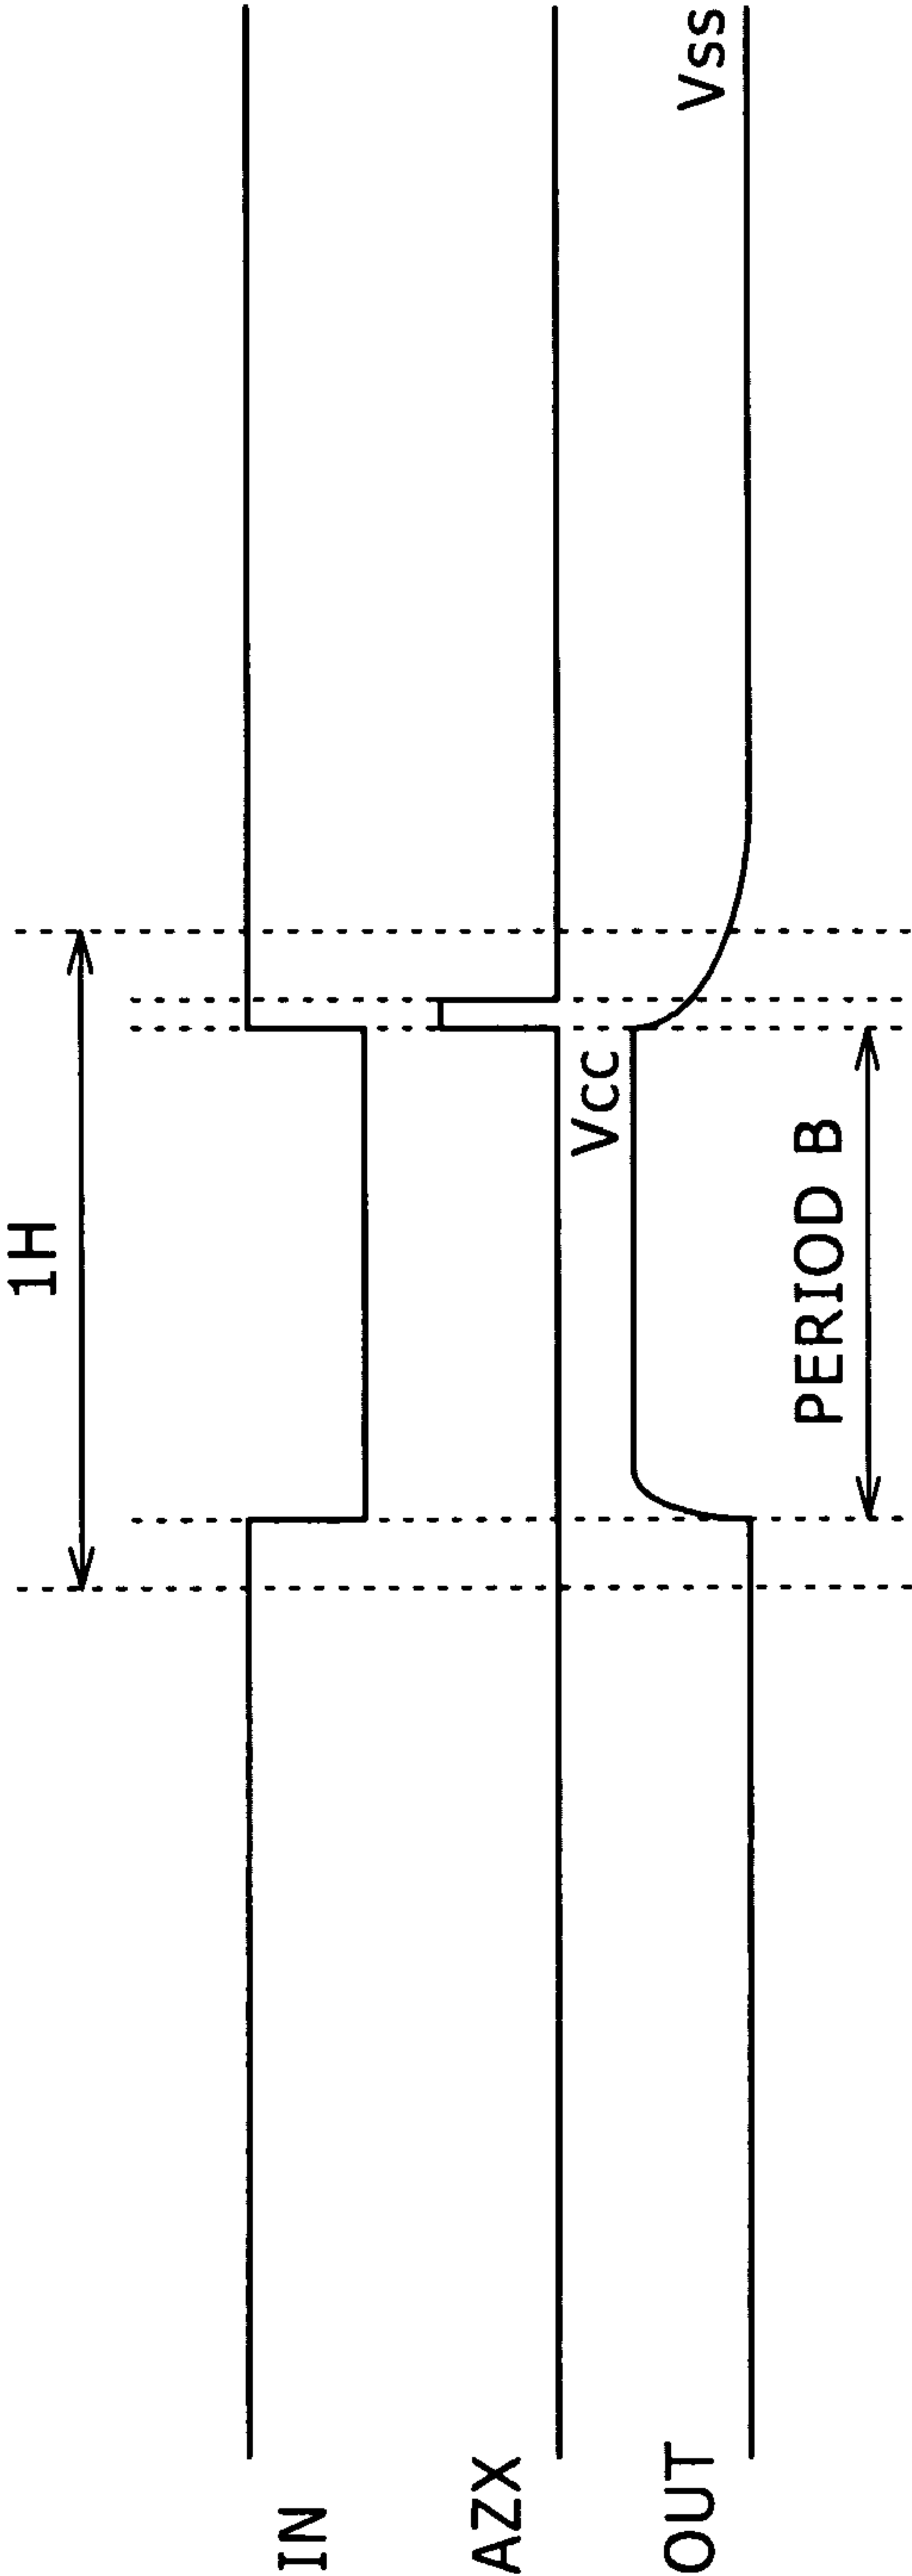 1H
IN
AZX
Vcc
OUT
Vss
PERIOD B